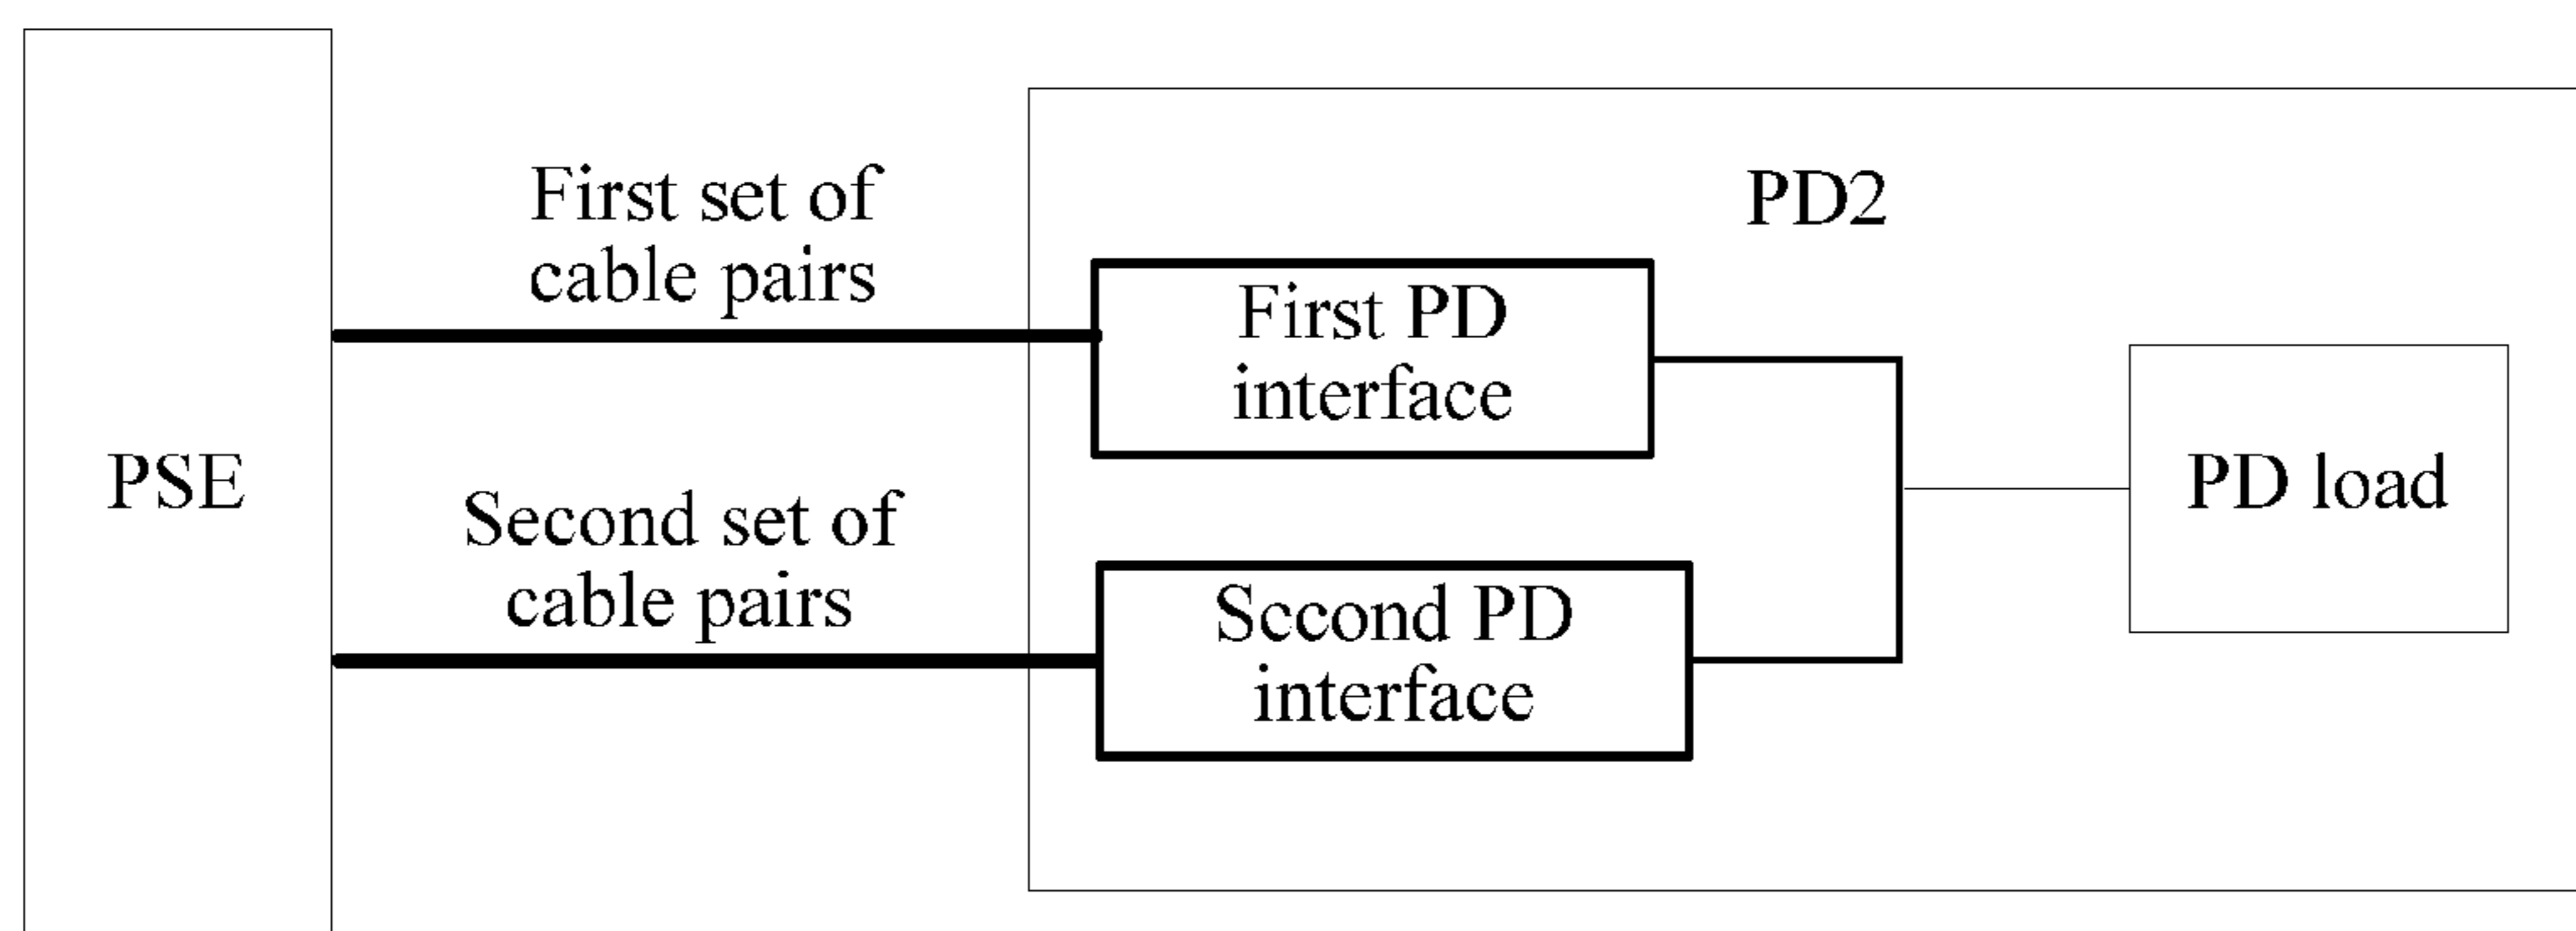 First set of
cable pairs
PD2
First PD
interface
PSE
PD load
Second set of
cable pairs
Sccond PD
interface